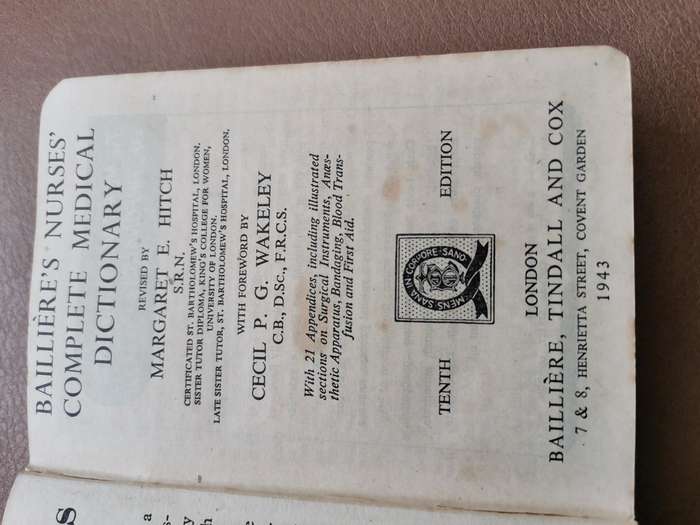 BAILLIÈRE'S NURSES'
COMPLETE MEDICAL
DICTIONARY
REVISED BY
MARGARET E. HITCH
S.R.N.
CERTIFICATED ST. BARTHOLOMEW'S HOSPITAL, LONDON.
SISTER TUTOR DIPLOMA, KING'S COLLEGE FOR WOMEN,
UNIVERSITY OF LONDON.
LATE SISTER TUTOR, ST. BARTHOLOMEW'S HOSPITAL, LONDON.
WITH FOREWORD BY
CECIL P. G. WAKELEY
C.B., D.SC., F.R.C.S.
With 21 Appendices, including illustrated
sections on Surgical Instruments, Anæs-
thetic Apparatus, Bandaging, Blood Trans-
fusion and First Aid.
MENS SANA IN CORPORE SANO
TENTH EDITION
LONDON
BAILLIÈRE, TINDALL AND COX
7 & 8, HENRIETTA STREET, COVENT GARDEN
1943
S
a
s-
y